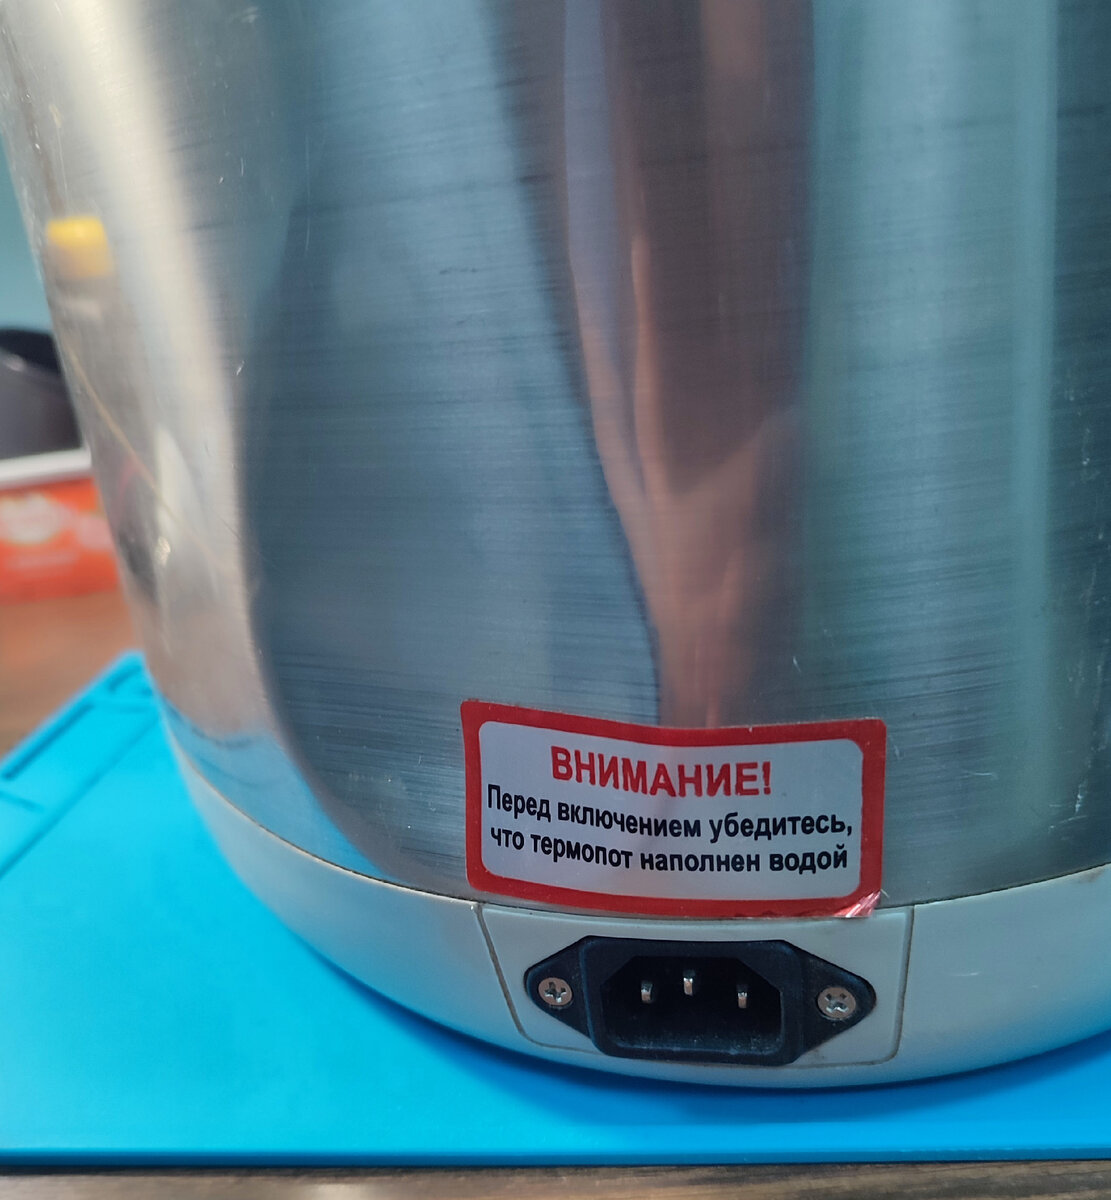 ВНИМАНИЕ!
Перед включением убедитесь,
что термопот наполнен водой